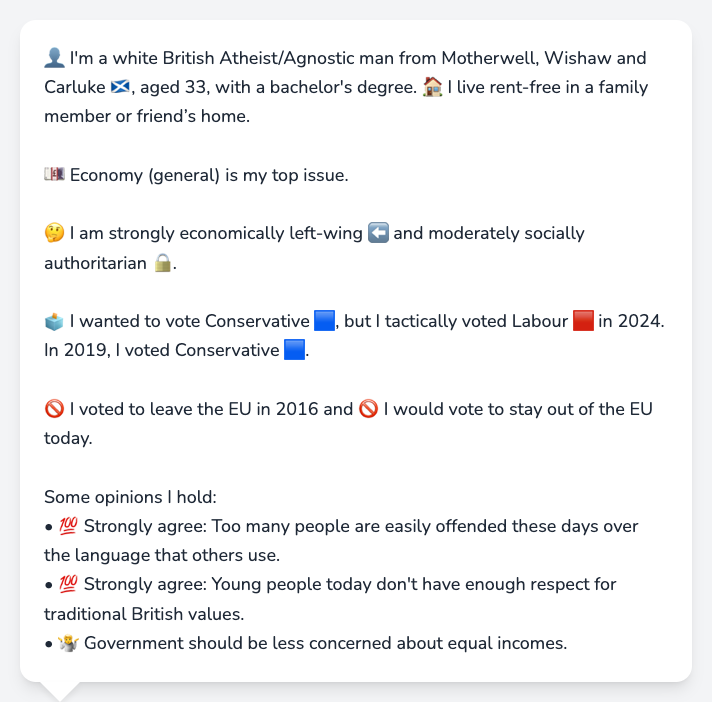 👤 I'm a white British Atheist/Agnostic man from Motherwell, Wishaw and
Carluke 🏴󠁧󠁢󠁳󠁣󠁴󠁿, aged 33, with a bachelor's degree. 🏠 I live rent-free in a family
member or friend’s home.
💷 Economy (general) is my top issue.
🤔 I am strongly economically left-wing ⬅️ and moderately socially
authoritarian 🔒.
🗳️ I wanted to vote Conservative 🟦, but I tactically voted Labour 🟥 in 2024.
In 2019, I voted Conservative 🟦.
🚫 I voted to leave the EU in 2016 and 🚫 I would vote to stay out of the EU
today.
Some opinions I hold:
• 💯 Strongly agree: Too many people are easily offended these days over
the language that others use.
• 💯 Strongly agree: Young people today don't have enough respect for
traditional British values.
• 🤷 Government should be less concerned about equal incomes.